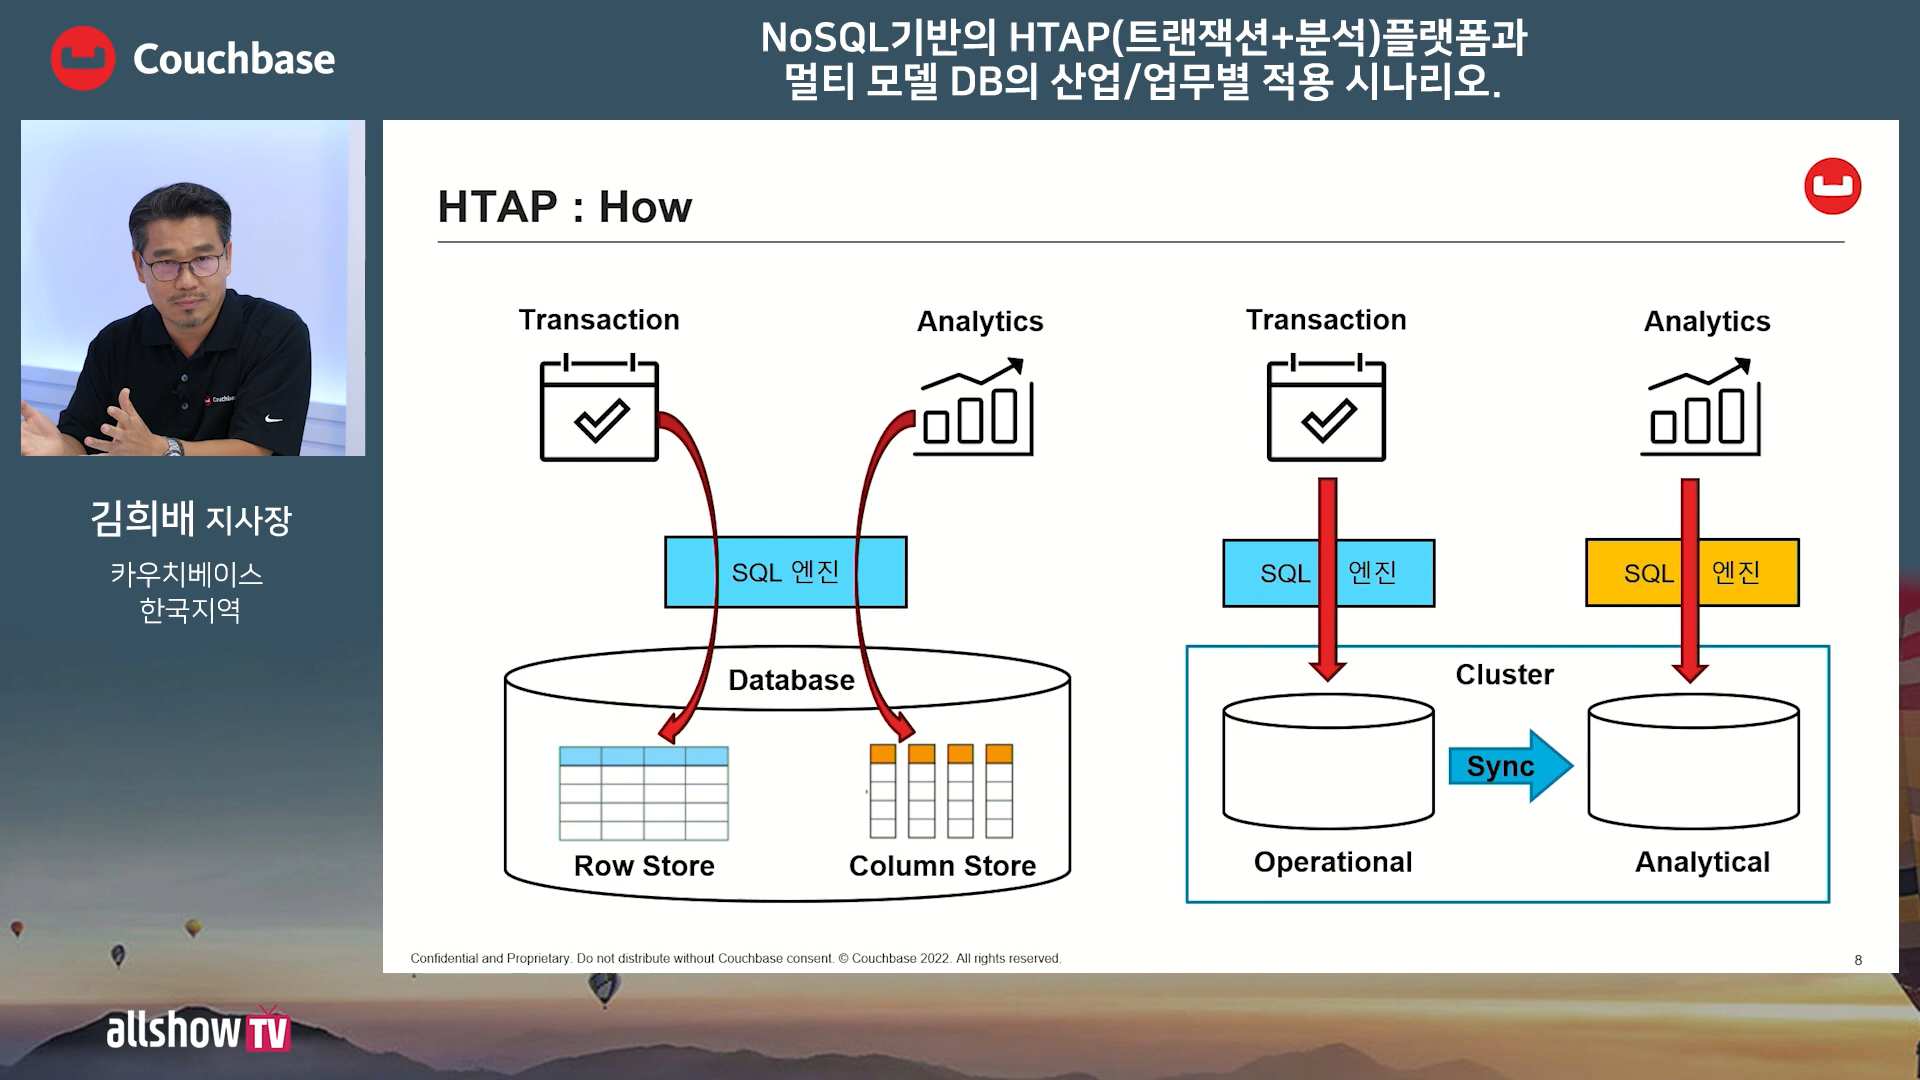 Couchbase
NoSQL기반의 HTAP(트랜잭션+분석)플랫폼과
멀티 모델 DB의 산업/업무별 적용 시나리오.
김희배 지사장
카우치베이스
한국지역
HTAP : How
Transaction
Analytics
SQL 엔진
Database
Row Store
Column Store
Transaction
Analytics
SQL 엔진
SQL 엔진
Cluster
Sync
Operational
Analytical
Confidential and Proprietary. Do not distribute without Couchbase consent. © Couchbase 2022. All rights reserved.
8
allshow TV